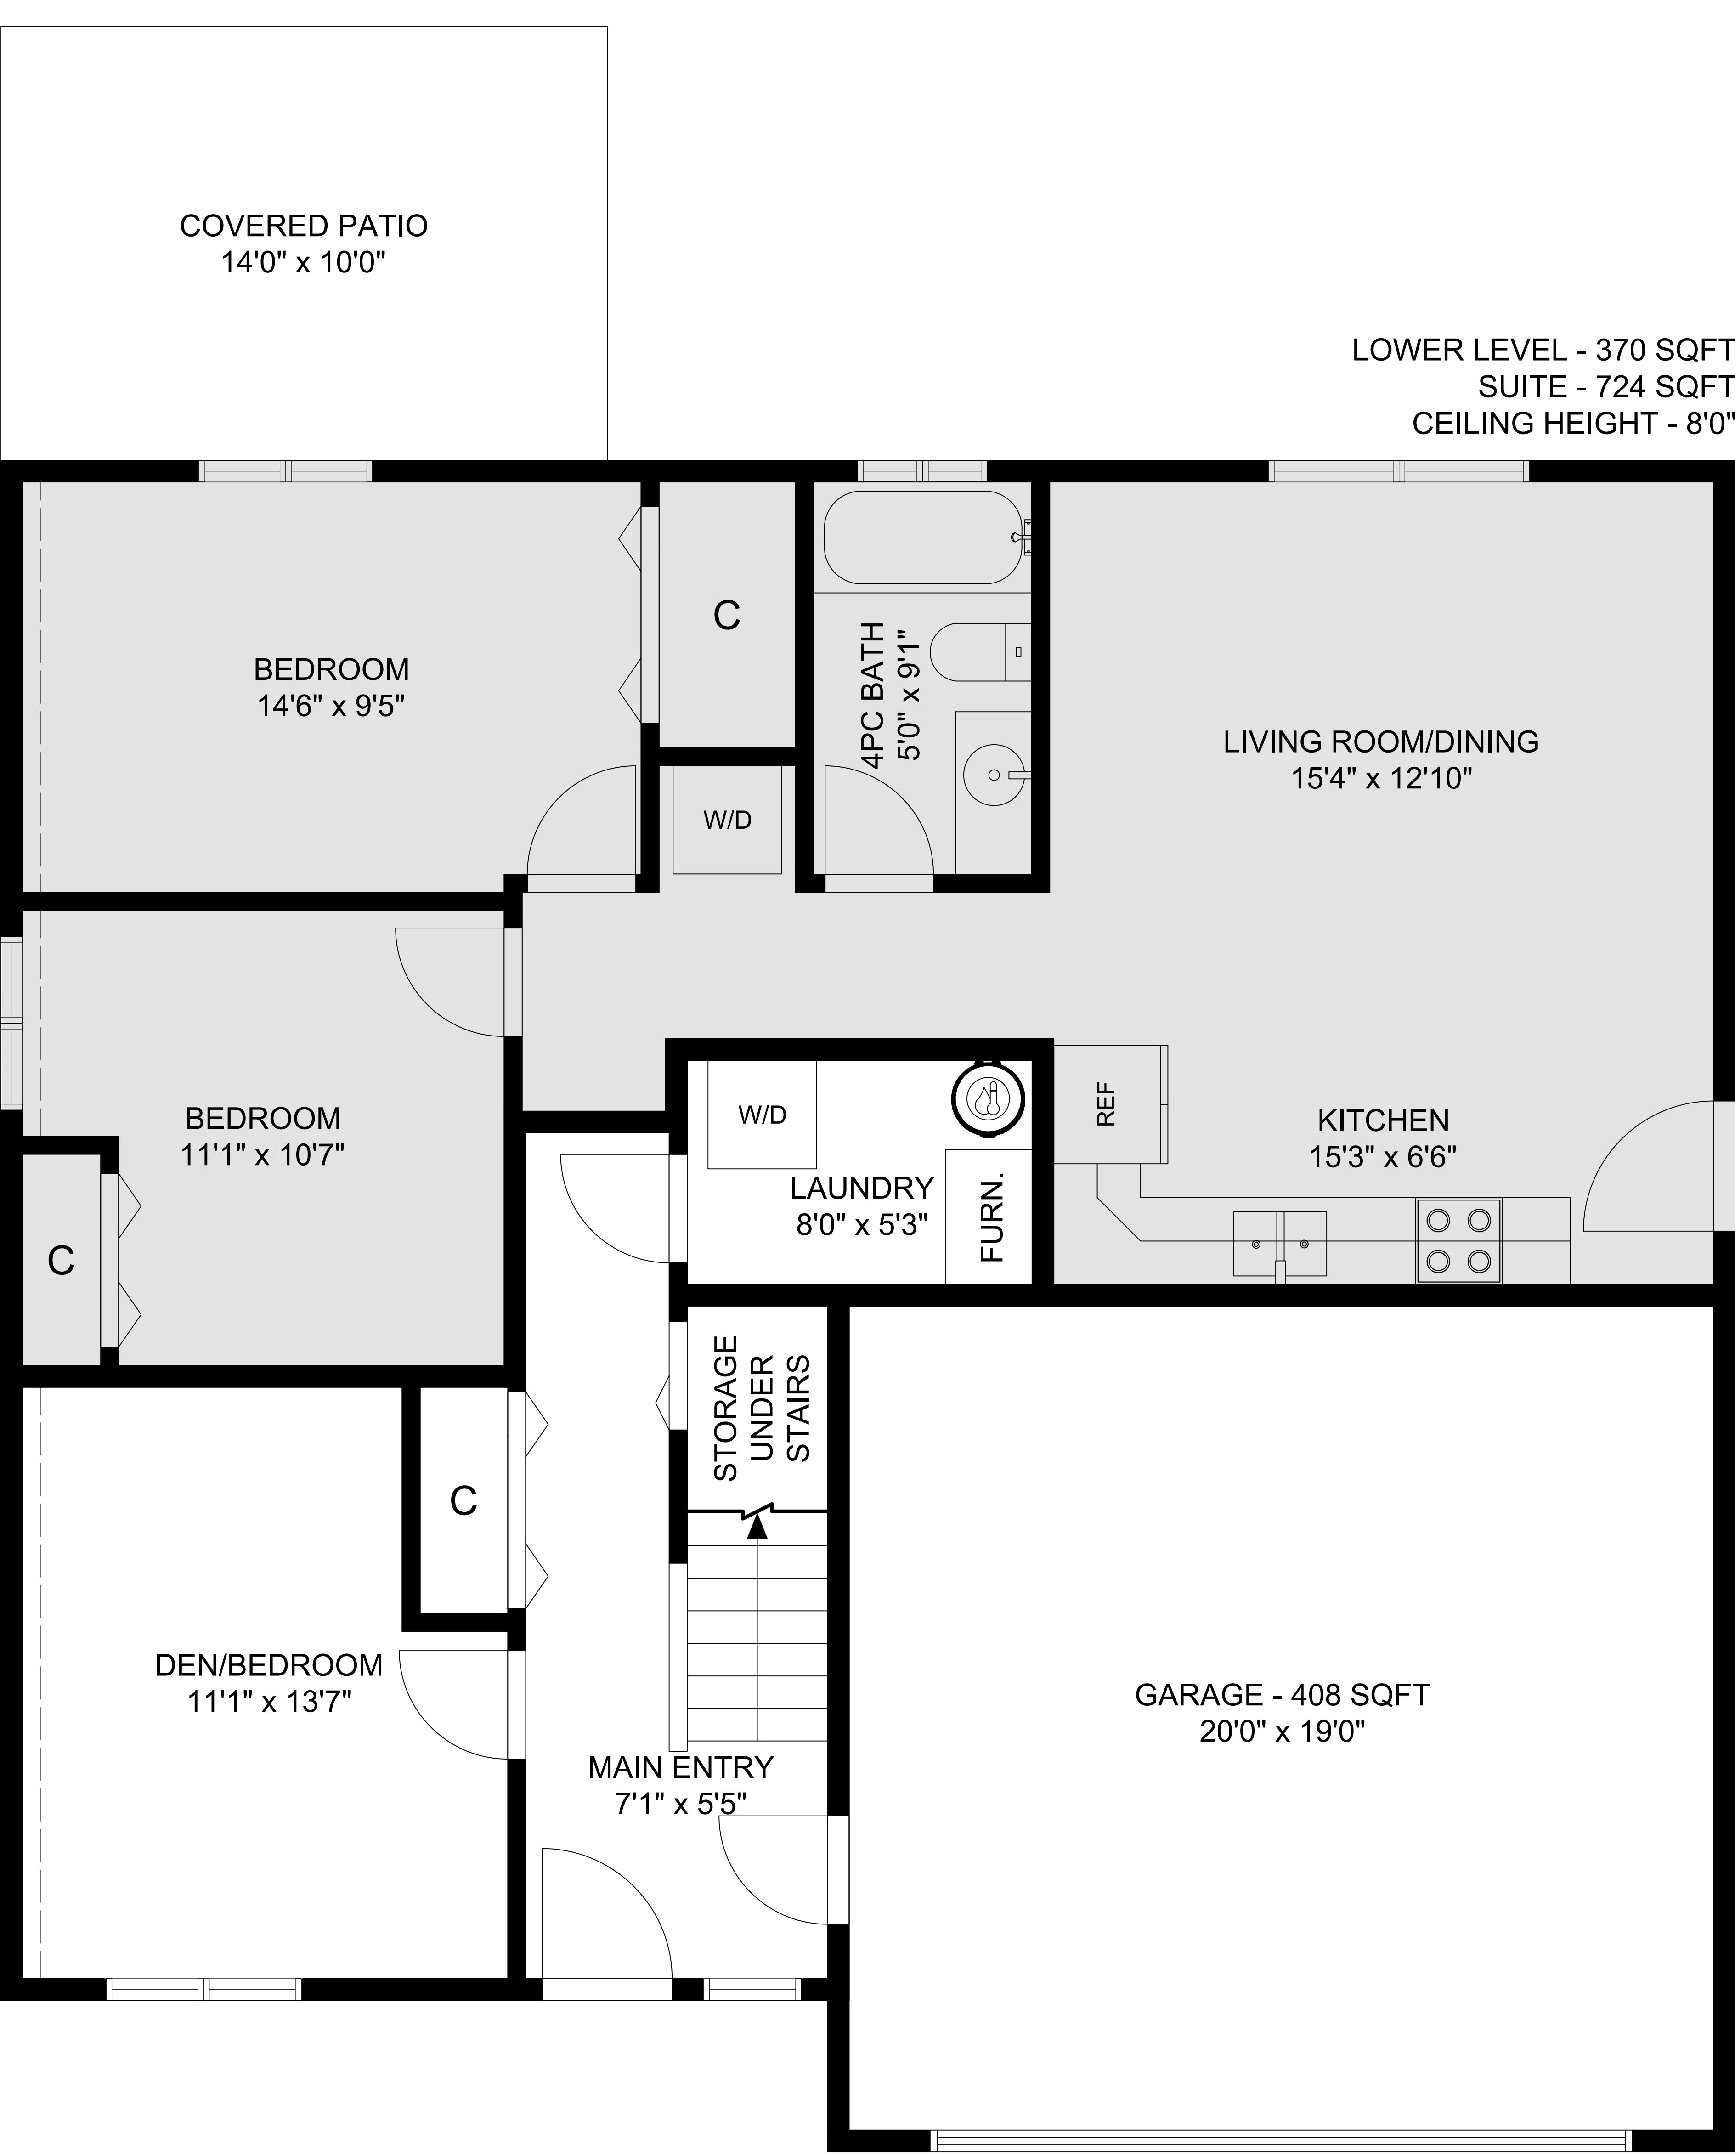 COVERED PATIO
14'0" x 10'0"
LOWER LEVEL - 370 SQFT
SUITE - 724 SQFT
CEILING HEIGHT - 8'0"
BEDROOM
14'6" x 9'5"
C
W/D
4PC BATH
5'0" x 9'1"
LIVING ROOM/DINING
15'4" x 12'10"
BEDROOM
11'1" x 10'7"
C
W/D
LAUNDRY
8'0" x 5'3"
FURN.
REF
KITCHEN
15'3" x 6'6"
STORAGE
UNDER
STAIRS
C
DEN/BEDROOM
11'1" x 13'7"
MAIN ENTRY
7'1" x 5'5"
GARAGE - 408 SQFT
20'0" x 19'0"